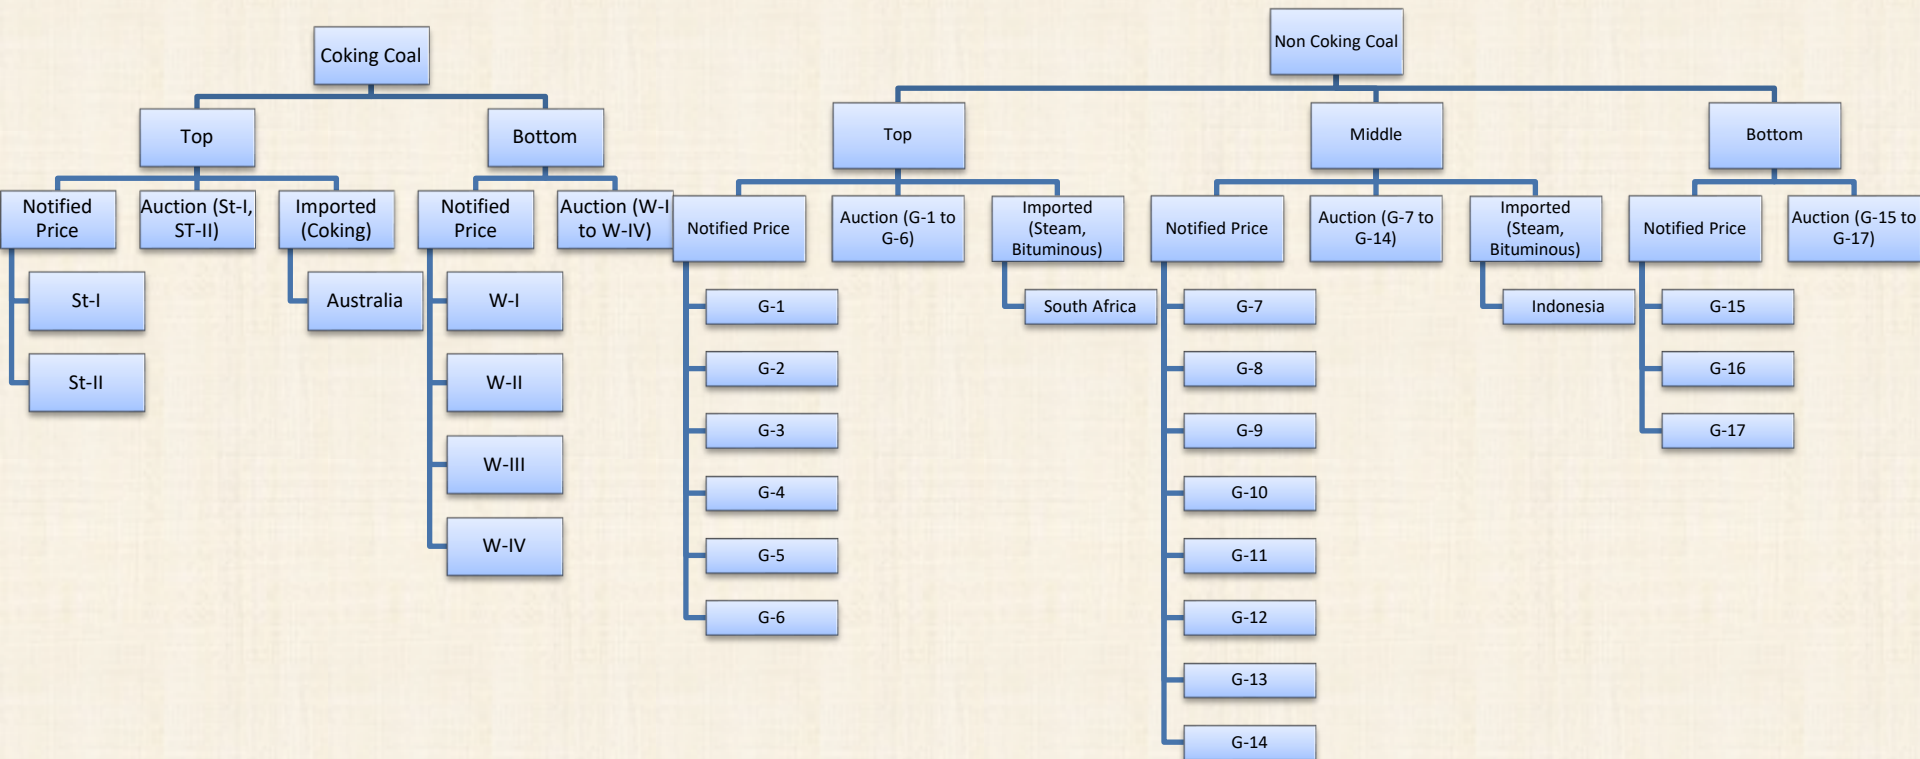 Coking Coal
Top
Bottom
Notified
Price
Auction (St-I,
ST-II)
Imported
(Coking)
Notified
Price
Auction (W-I
to W-IV)
St-I
St-II
Australia
W-I
W-II
W-III
W-IV
Non Coking Coal
Top
Middle
Bottom
Notified Price
Auction (G-1 to
G-6)
Imported
(Steam,
Bituminous)
Notified Price
Auction (G-7 to
G-14)
Imported
(Steam,
Bituminous)
Notified Price
Auction (G-15 to
G-17)
G-1
G-2
G-3
G-4
G-5
G-6
South Africa
G-7
G-8
G-9
G-10
G-11
G-12
G-13
G-14
Indonesia
G-15
G-16
G-17